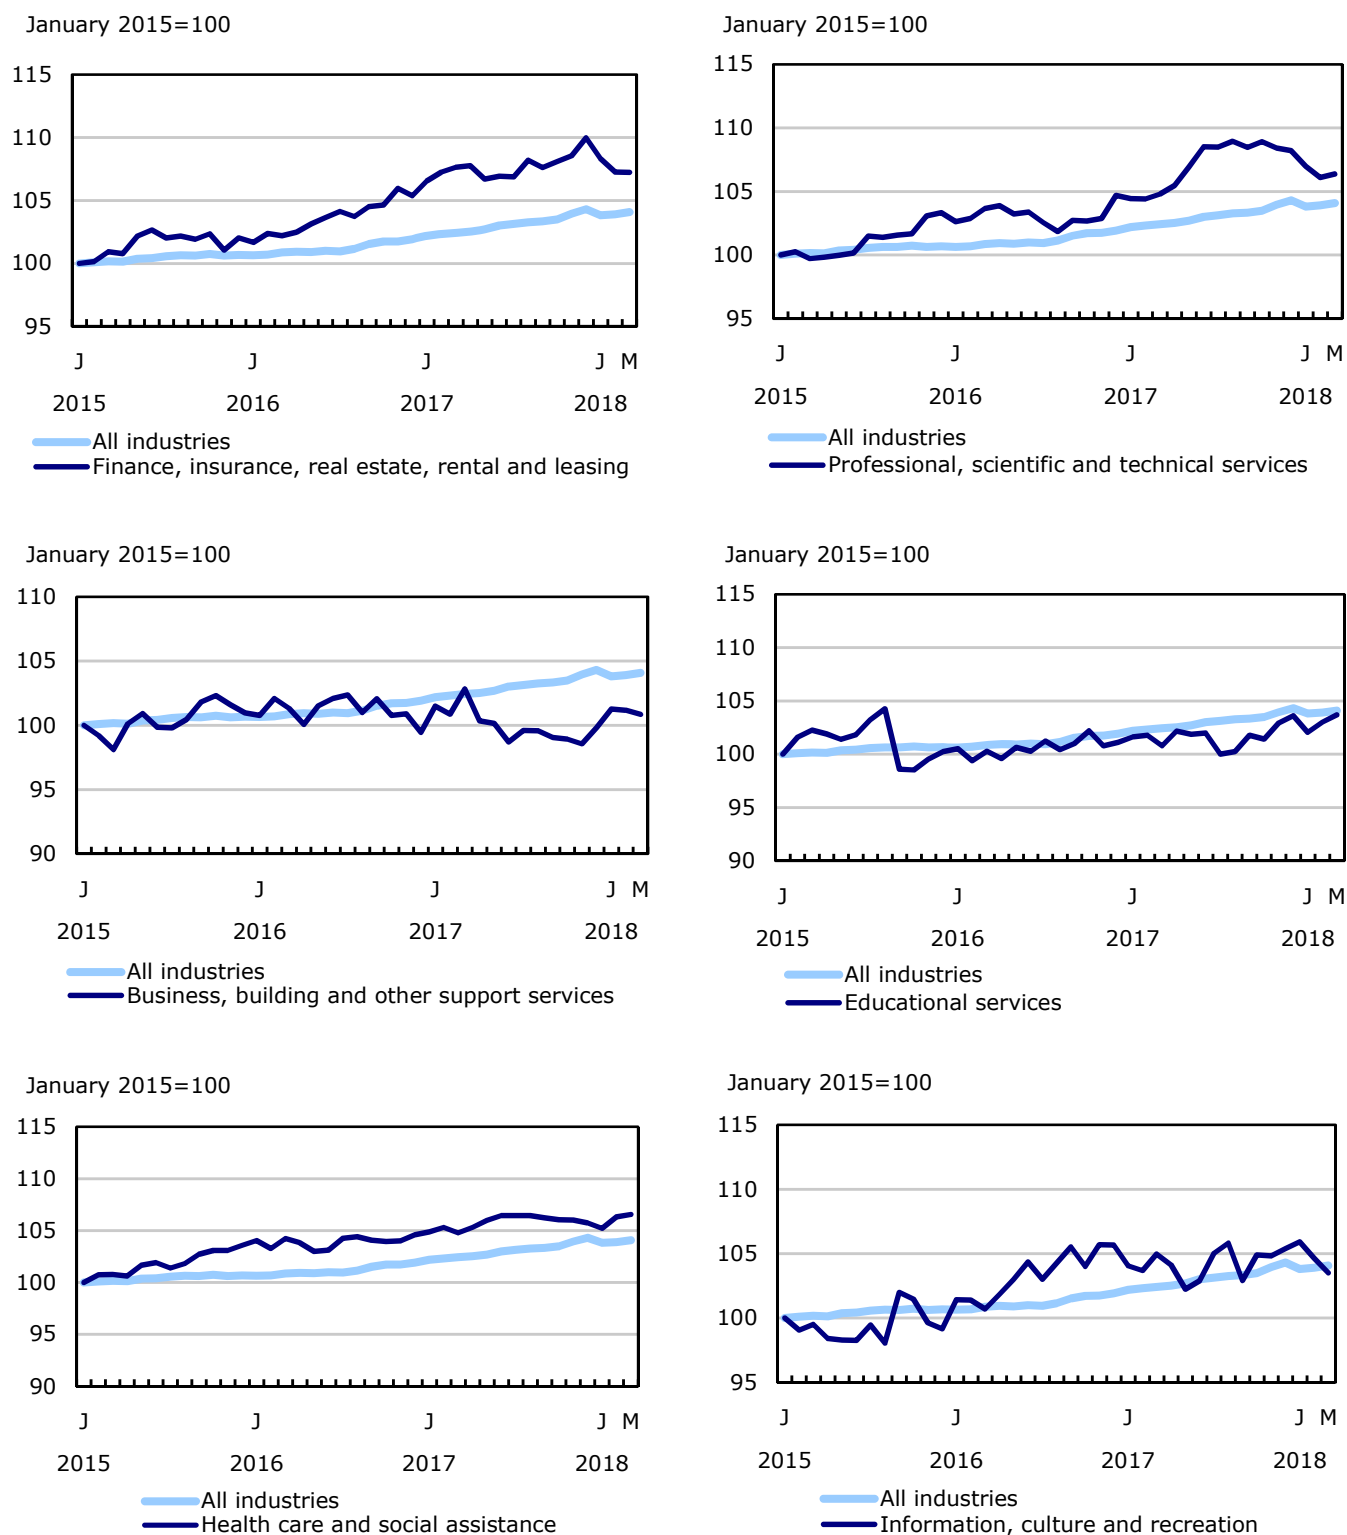 January 2015=100
115
110
105
100
95
J J J J M
2015 2016 2017 2018
All industries
Finance, insurance, real estate, rental and leasing
January 2015=100
115
110
105
100
95
J J J J M
2015 2016 2017 2018
All industries
Professional, scientific and technical services
January 2015=100
110
105
100
95
90
J J J J M
2015 2016 2017 2018
All industries
Business, building and other support services
January 2015=100
115
110
105
100
95
90
J J J J M
2015 2016 2017 2018
All industries
Educational services
January 2015=100
115
110
105
100
95
90
J J J J M
2015 2016 2017 2018
All industries
Health care and social assistance
January 2015=100
115
110
105
100
95
J J J J M
2015 2016 2017 2018
All industries
Information, culture and recreation